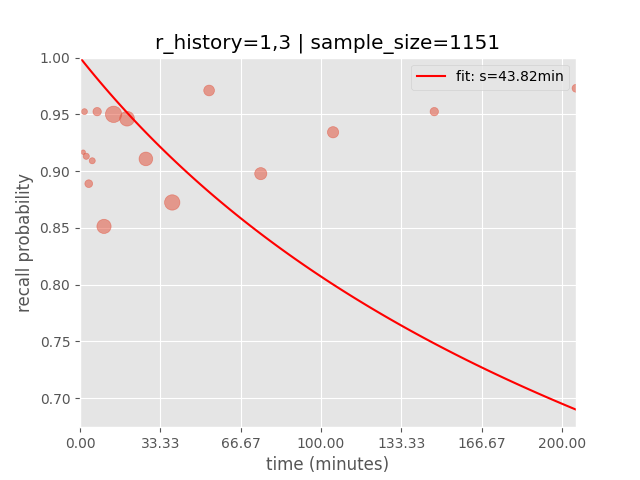 r_history=1,3 | sample_size=1151
fit: s=43.82min
recall probability
1.00
0.95
0.90
0.85
0.80
0.75
0.70
0.00 33.33 66.67 100.00 133.33 166.67 200.00
time (minutes)